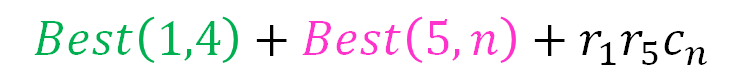 Best(1,4) + Best(5,n) + r₁r₅cₙ